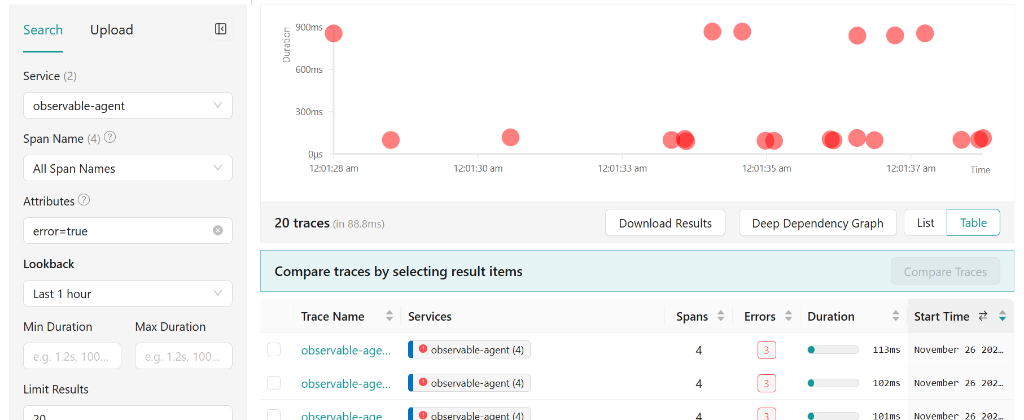 Search Upload
Service (2)
observable-agent
Span Name (4)
All Span Names
Attributes
error=true
Lookback
Last 1 hour
Min Duration Max Duration
e.g. 1.2s, 100... e.g. 1.2s, 100...
Limit Results
20
Duration
900ms
600ms
300ms
0μs
12:01:28 am 12:01:30 am 12:01:33 am 12:01:35 am 12:01:37 am Time
20 traces (in 88.8ms) Download Results Deep Dependency Graph List Table
Compare traces by selecting result items Compare Traces
Trace Name Services Spans Errors Duration Start Time
observable-age... observable-agent (4) 4 3 113ms November 26 202...
observable-age... observable-agent (4) 4 3 102ms November 26 202...
observable-age... observable-agent (4) 4 3 101ms November 26 202...